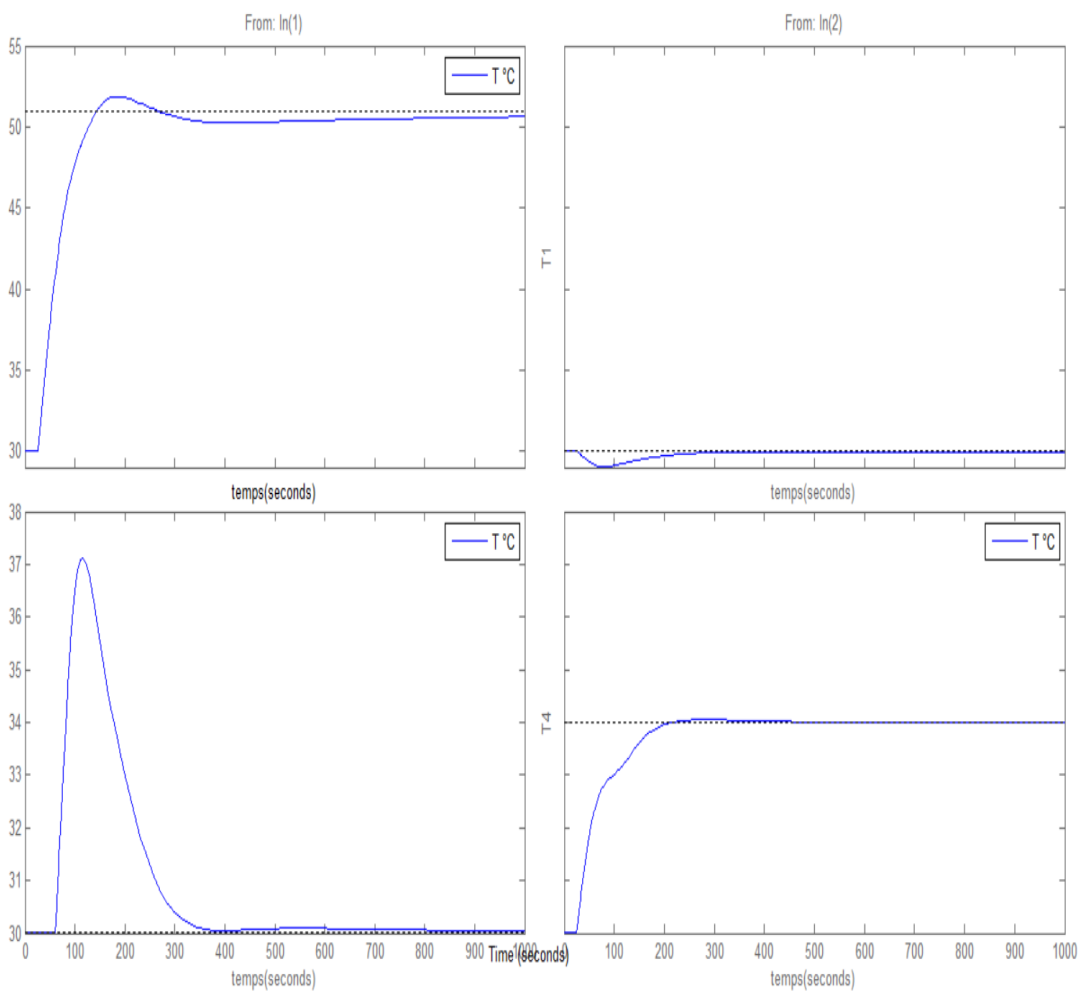 From: In(1) From: In(2)
55
T °C
50
45
40
35
30
T1
temps(seconds) temps(seconds)
38
T °C T °C
37
36
35
34
T4
33
32
31
30
0 100 200 300 400 500 600 700 800 900 1000 0 100 200 300 400 500 600 700 800 900 1000
Time (seconds)
temps(seconds) temps(seconds)